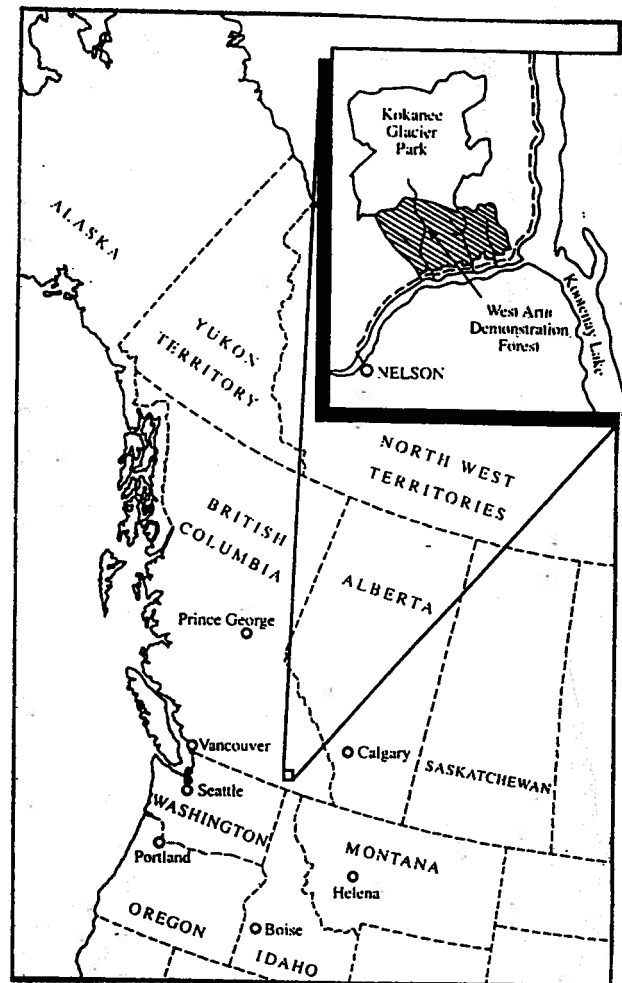 Kokanee
Glacier
Park
West Arm
Demonstration
Forest
Kootenay Lake
NELSON
ALASKA
YUKON
TERRITORY
NORTH WEST
TERRITORIES
BRITISH
COLUMBIA
ALBERTA
Prince George
Vancouver
Calgary
SASKATCHEWAN
Seattle
WASHINGTON
Portland
MONTANA
Helena
OREGON
Boise
IDAHO